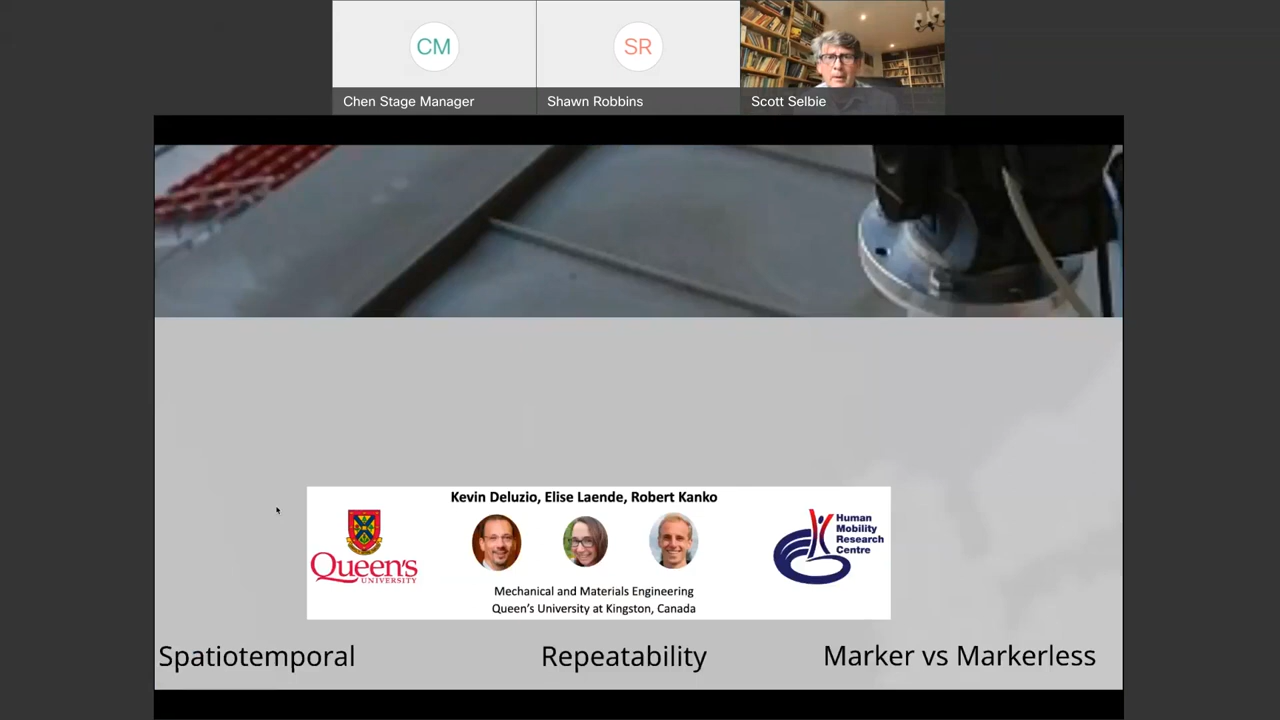 CM
SR
Chen Stage Manager
Shawn Robbins
Scott Selbie
Kevin Deluzio, Elise Laende, Robert Kanko
Queen's
UNIVERSITY
Human
Mobility
Research
Centre
Mechanical and Materials Engineering
Queen's University at Kingston, Canada
Spatiotemporal
Repeatability
Marker vs Markerless